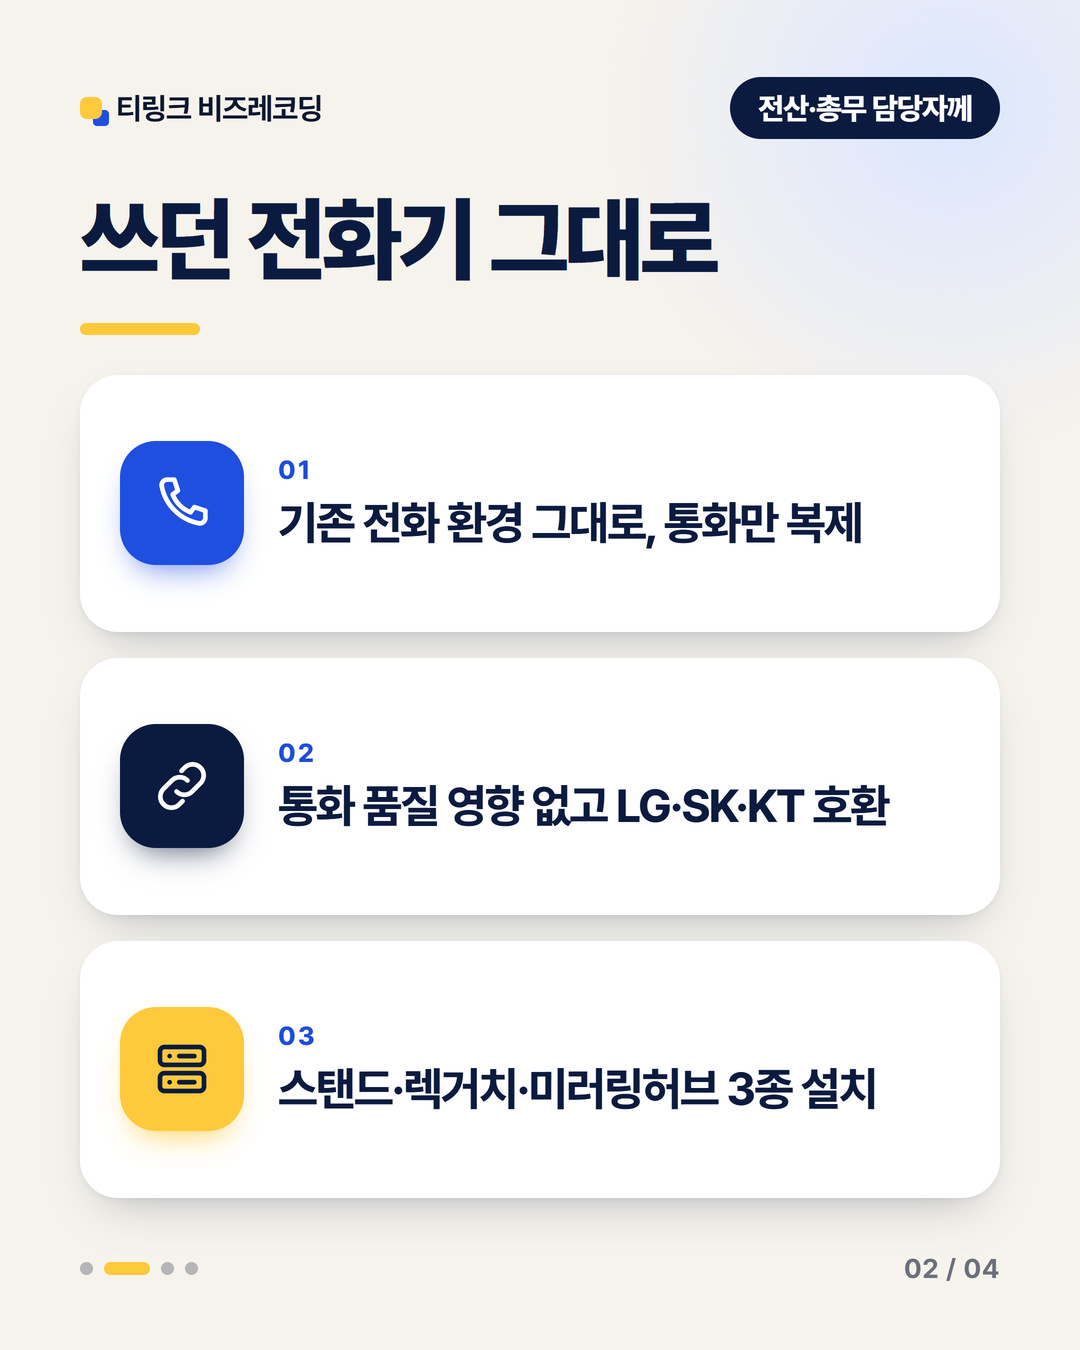 티링크 비즈레코딩
전산·총무 담당자께
쓰던 전화기 그대로
01
기존 전화 환경 그대로, 통화만 복제
02
통화 품질 영향 없고 LG·SK·KT 호환
03
스탠드·렉거치·미러링허브 3종 설치
02 / 04